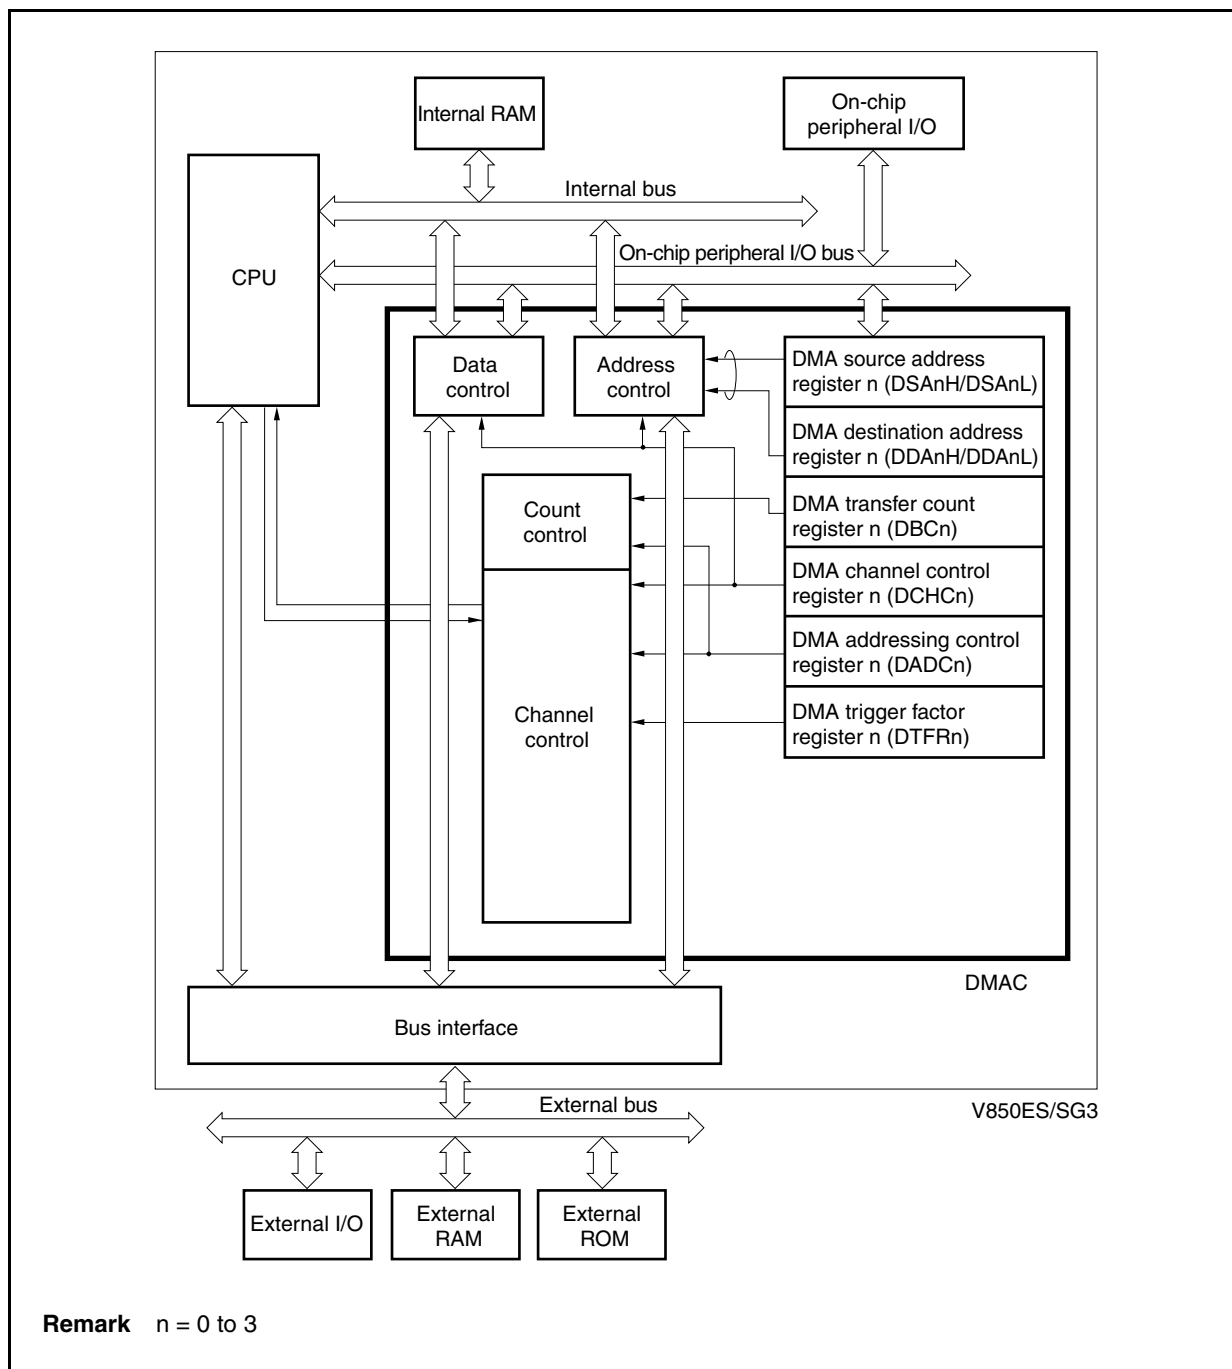 Internal RAM
On-chip
peripheral I/O
Internal bus
On-chip peripheral I/O bus
CPU
Data
control
Address
control
DMA source address
register n (DSAnH/DSAnL)
DMA destination address
register n (DDAnH/DDAnL)
Count
control
DMA transfer count
register n (DBCn)
DMA channel control
register n (DCHCn)
DMA addressing control
register n (DADCn)
Channel
control
DMA trigger factor
register n (DTFRn)
DMAC
Bus interface
V850ES/SG3
External bus
External I/O
External
RAM
External
ROM
Remark n = 0 to 3